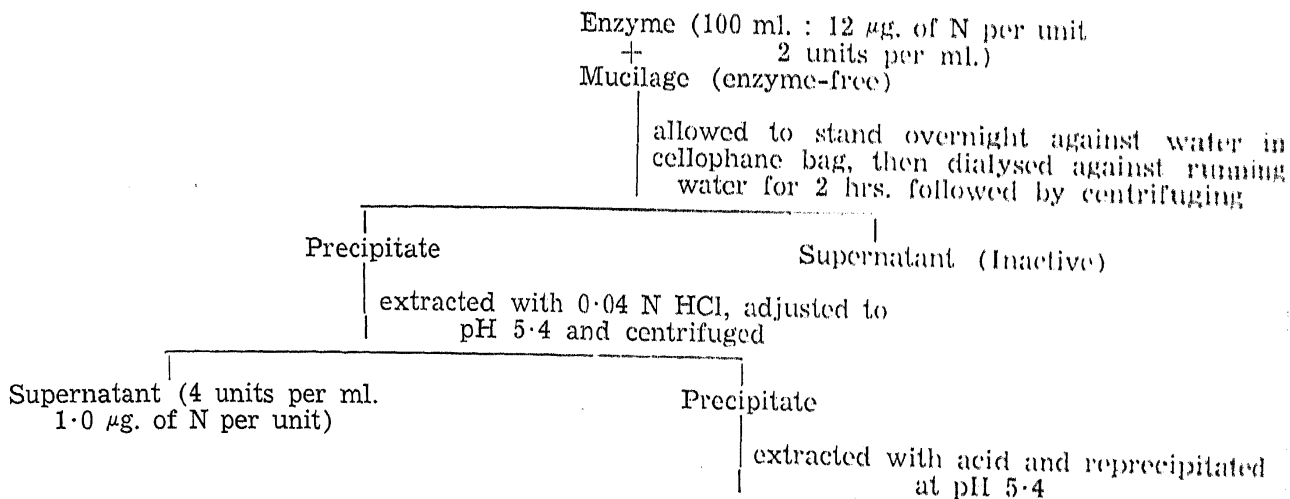 Enzyme (100 ml. : 12 μg. of N per unit
+ 2 units per ml.)
Mucilage (enzyme-free)
allowed to stand overnight against water in
cellophane bag, then dialysed against running
water for 2 hrs. followed by centrifuging
Precipitate
Supernatant (Inactive)
extracted with 0·04 N HCl, adjusted to
pH 5·4 and centrifuged
Supernatant (4 units per ml.
1·0 μg. of N per unit)
Precipitate
extracted with acid and reprecipitated
at pH 5·4